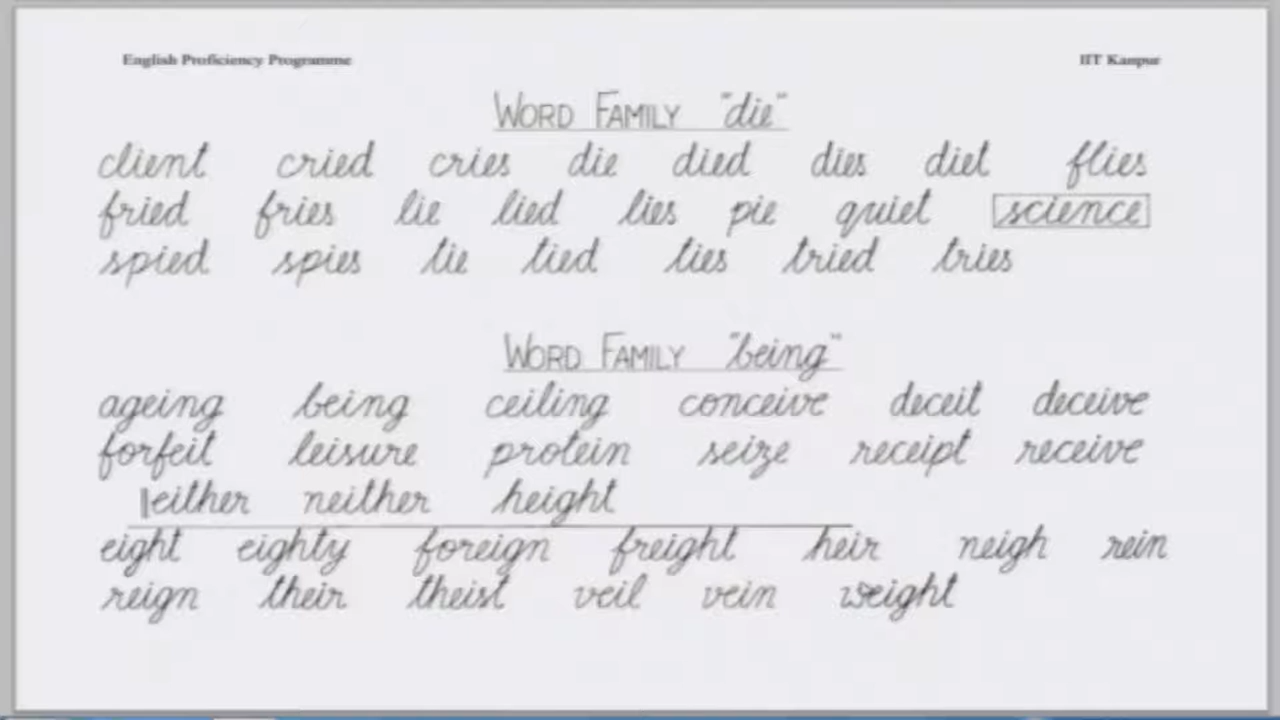 English Proficiency Programme IIT Kanpur
WORD FAMILY "die"
client cried cries die died dies diet flies
fried fries lie lied lies pie quiet science
spied spies tie tied ties tried tries
WORD FAMILY "being"
ageing being ceiling conceive deceit deceive
forfeit leisure protein seize receipt receive
either neither height
eight eighty foreign freight heir neigh rein
reign their theist veil vein weight